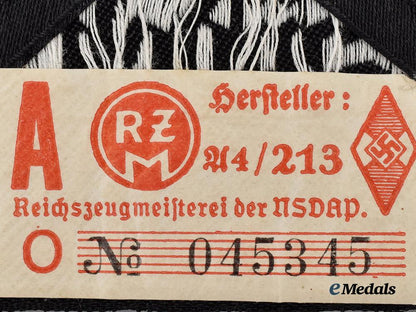 A RZM Hersteller:
A4/213
Reichszeugmeisterei der NSDAP.
O № 045345
eMedals